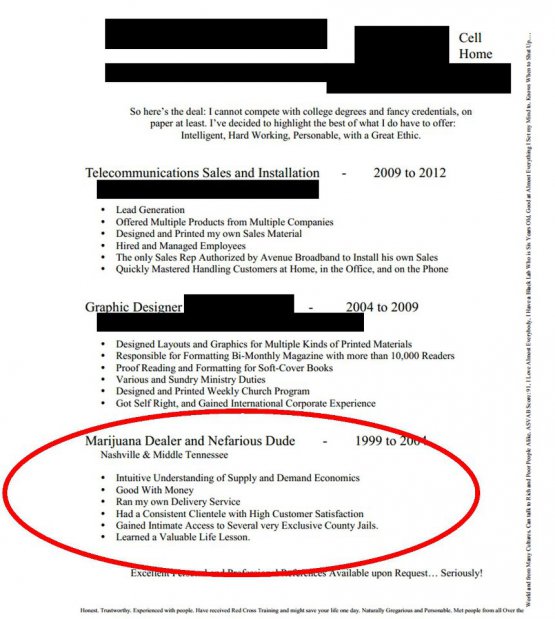 Cell
Home
So here's the deal: I cannot compete with college degrees and fancy credentials, on
paper at least. I've decided to highlight the best of what I do have to offer:
Intelligent, Hard Working, Personable, with a Great Ethic.
Telecommunications Sales and Installation - 2009 to 2012
• Lead Generation
• Offered Multiple Products from Multiple Companies
• Designed and Printed my own Sales Material
• Hired and Managed Employees
• The only Sales Rep Authorized by Avenue Broadband to Install his own Sales
• Quickly Mastered Handling Customers at Home, in the Office, and on the Phone
Graphic Designer - 2004 to 2009
• Designed Layouts and Graphics for Multiple Kinds of Printed Materials
• Responsible for Formatting Bi-Monthly Magazine with more than 10,000 Readers
• Proof Reading and Formatting for Soft-Cover Books
• Various and Sundry Ministry Duties
• Designed and Printed Weekly Church Program
• Got Self Right, and Gained International Corporate Experience
Marijuana Dealer and Nefarious Dude - 1999 to 2004
Nashville & Middle Tennessee
• Intuitive Understanding of Supply and Demand Economics
• Good With Money
• Ran my own Delivery Service
• Had a Consistent Clientele with High Customer Satisfaction
• Gained Intimate Access to Several very Exclusive County Jails.
• Learned a Valuable Life Lesson.
Excellent Personal and Professional References Available upon Request… Seriously!
Honest. Trustworthy. Experienced with people. Have received Red Cross Training and might save your life one day. Naturally Gregarious and Personable. Met people from all Over the
World and from Many Cultures. Can talk to Rich and Poor People Alike. ASVAB Score: 91. I Love Almost Everybody, I Have a Black Lab Who is Six Years Old. Good at Almost Everything I Set my Mind to. Knows When to Shut Up…